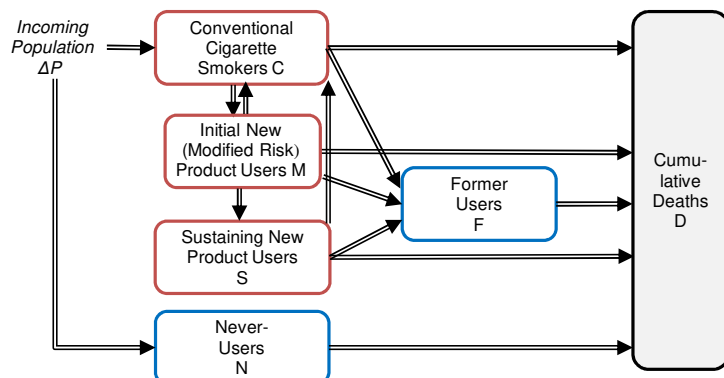 Incoming
Population
ΔP
Conventional
Cigarette
Smokers C
Initial New
(Modified Risk)
Product Users M
Sustaining New
Product Users
S
Never-
Users
N
Former
Users
F
Cumu-
lative
Deaths
D